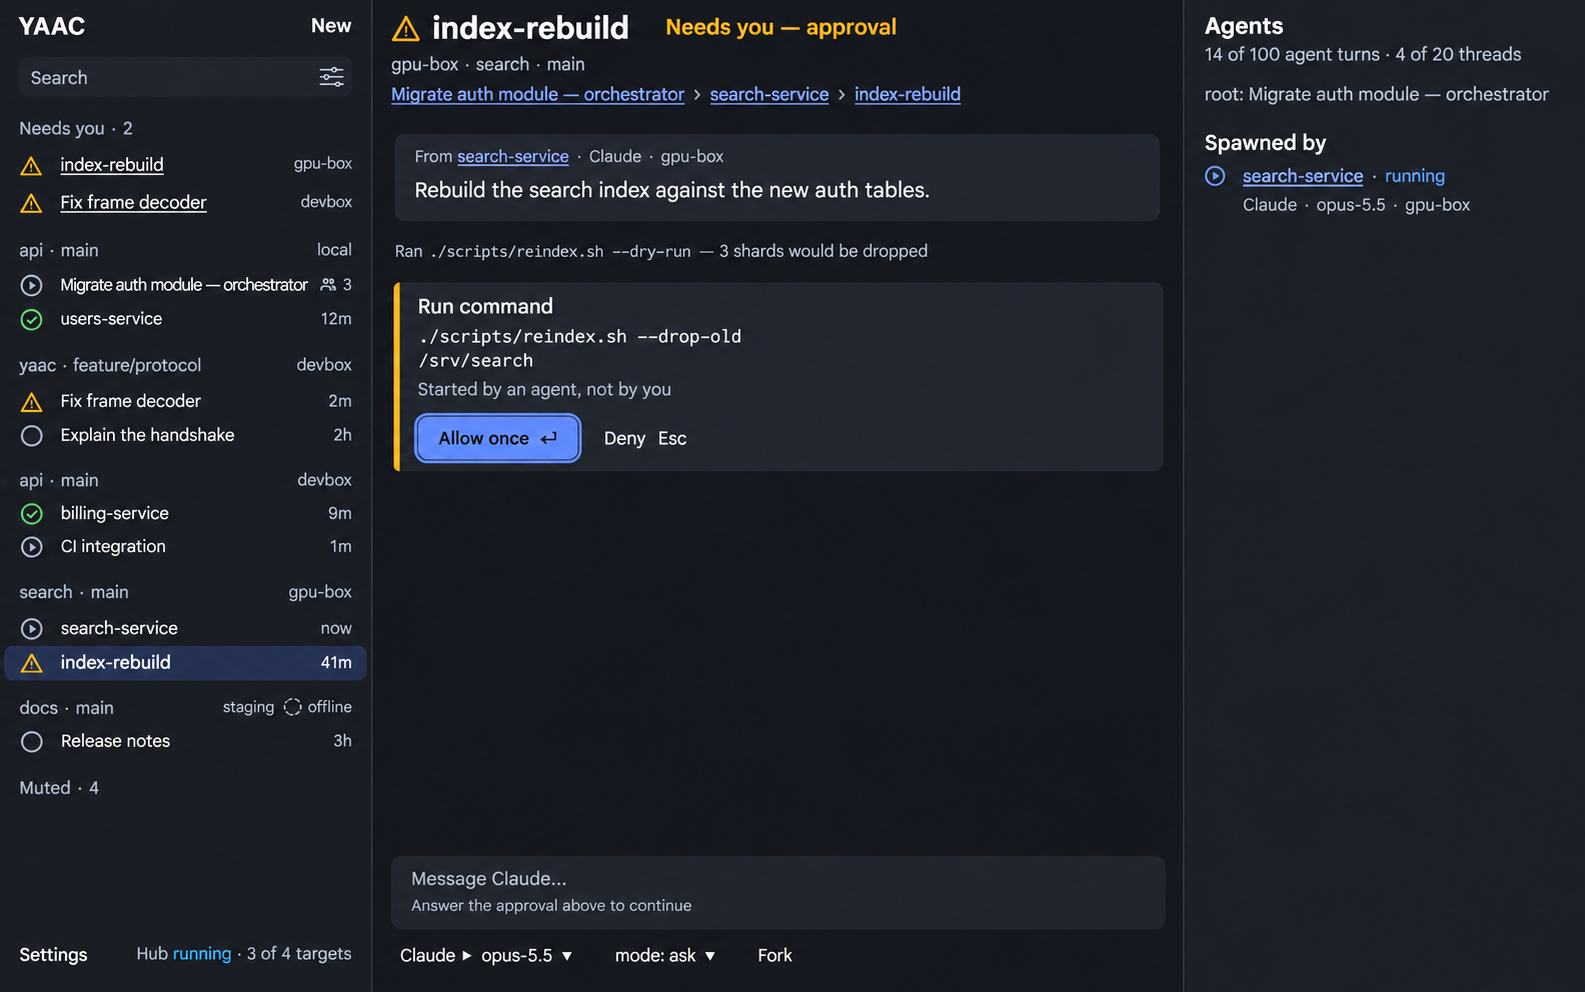 YAAC New
Search
Needs you · 2
index-rebuild gpu-box
Fix frame decoder devbox
api · main local
Migrate auth module — orchestrator 3
users-service 12m
yaac · feature/protocol devbox
Fix frame decoder 2m
Explain the handshake 2h
api · main devbox
billing-service 9m
CI integration 1m
search · main gpu-box
search-service now
index-rebuild 41m
docs · main staging offline
Release notes 3h
Muted · 4
Settings Hub running · 3 of 4 targets
index-rebuild Needs you — approval
gpu-box · search · main
Migrate auth module — orchestrator › search-service › index-rebuild
From search-service · Claude · gpu-box
Rebuild the search index against the new auth tables.
Ran ./scripts/reindex.sh --dry-run — 3 shards would be dropped
Run command
./scripts/reindex.sh --drop-old
/srv/search
Started by an agent, not by you
Allow once ↵ Deny Esc
Message Claude...
Answer the approval above to continue
Claude ▶ opus-5.5 ▼ mode: ask ▼ Fork
Agents
14 of 100 agent turns · 4 of 20 threads
root: Migrate auth module — orchestrator
Spawned by
search-service · running
Claude · opus-5.5 · gpu-box